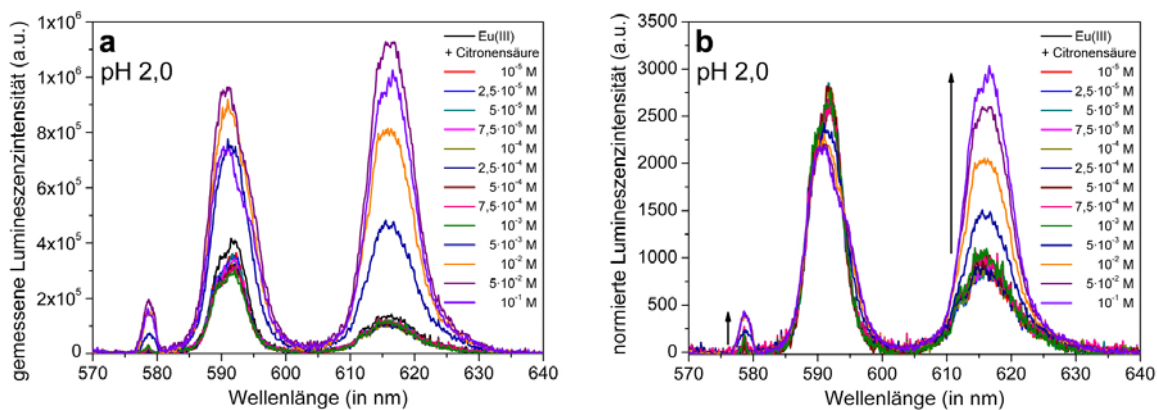 a
pH 2,0
gemessene Lumineszenzintensität (a.u.)
1x10⁶
1x10⁶
8x10⁵
6x10⁵
4x10⁵
2x10⁵
0
570 580 590 600 610 620 630 640
Wellenlänge (in nm)
Eu(III)
+ Citronensäure
10⁻⁵ M
2,5·10⁻⁵ M
5·10⁻⁵ M
7,5·10⁻⁵ M
10⁻⁴ M
2,5·10⁻⁴ M
5·10⁻⁴ M
7,5·10⁻⁴ M
10⁻³ M
5·10⁻³ M
10⁻² M
5·10⁻² M
10⁻¹ M
b
pH 2,0
normierte Lumineszenzintensität (a.u.)
3500
3000
2500
2000
1500
1000
500
0
570 580 590 600 610 620 630 640
Wellenlänge (in nm)
Eu(III)
+ Citronensäure
10⁻⁵ M
2,5·10⁻⁵ M
5·10⁻⁵ M
7,5·10⁻⁵ M
10⁻⁴ M
2,5·10⁻⁴ M
5·10⁻⁴ M
7,5·10⁻⁴ M
10⁻³ M
5·10⁻³ M
10⁻² M
5·10⁻² M
10⁻¹ M